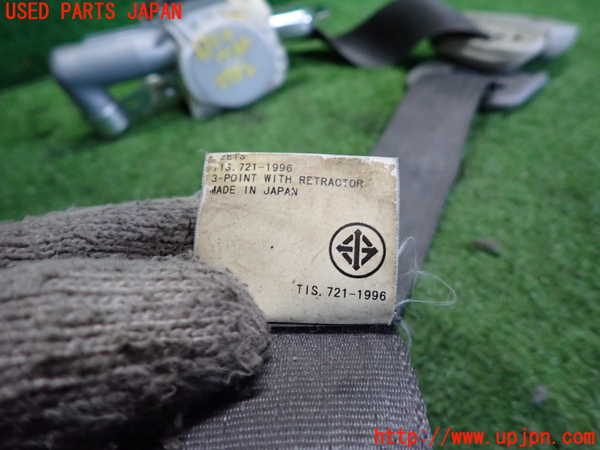 USED PARTS JAPAN
TIS. 721-1996
3-POINT WITH RETRACTOR
MADE IN JAPAN
TIS. 721-1996
http://www.upjpn.com/